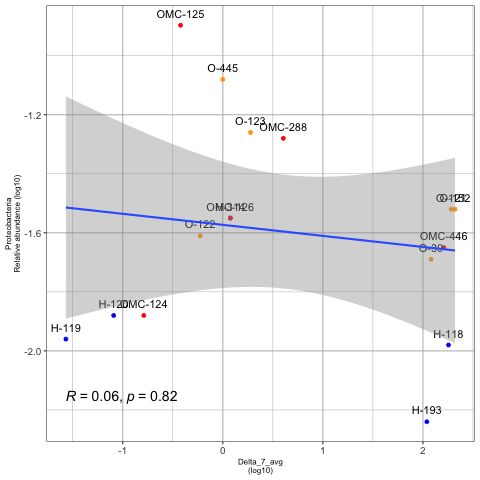 OMC-125
O-445
O-123
OMC-288
OMC-126
O-122
OMC-446
O-39
H-120
OMC-124
H-119
H-118
H-193
R = 0.06, p = 0.82
-1.2
-1.6
-2.0
-1
0
1
2
Proteobacteria
Relative abundance (log10)
Delta_7_avg
(log10)